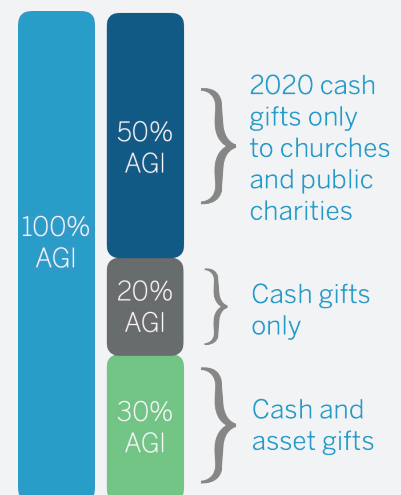 100%
AGI
50%
AGI
2020 cash
gifts only
to churches
and public
charities
20%
AGI
Cash gifts
only
30%
AGI
Cash and
asset gifts